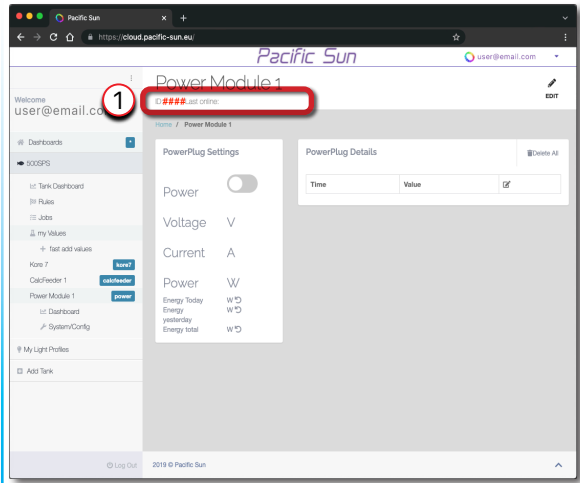 Pacific Sun
https://cloud.pacific-sun.eu/
Pacific Sun
user@email.com
Welcome
user@email.co
Power Module 1
ID:####Last online:
EDIT
1
Home / Power Module 1
Dashboards +
500SPS
Tank Dashboard
Rules
Jobs
my Values
+ fast add values
Kore 7 kore7
CalcFeeder 1 calcfeeder
Power Module 1 power
Dashboard
System/Config
My Light Profiles
Add Tank
Log Out
PowerPlug Settings
Power
Voltage V
Current A
Power W
Energy Today W
Energy yesterday W
Energy total W
PowerPlug Details
Delete All
Time Value
2019 © Pacific Sun